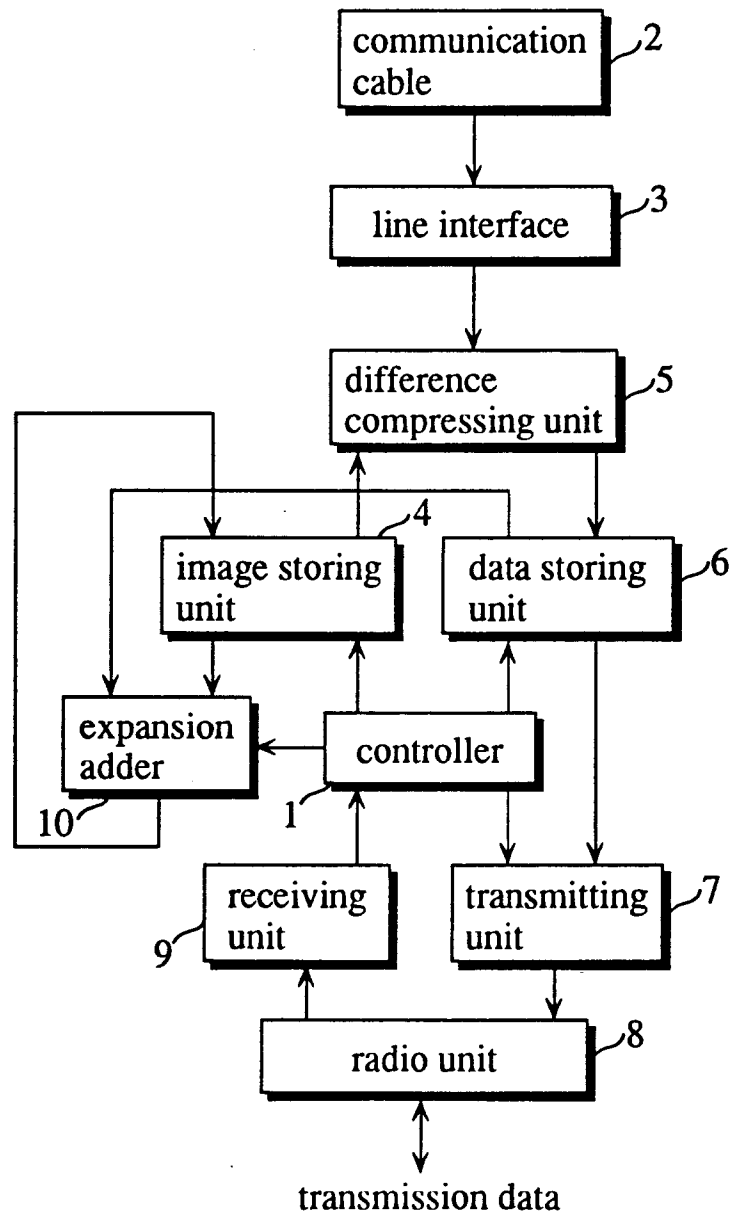 communication
cable
2
line interface
3
difference
compressing unit
5
4
image storing
unit
data storing
unit
6
expansion
adder
10
controller
1
receiving
unit
9
transmitting
unit
7
radio unit
8
transmission data